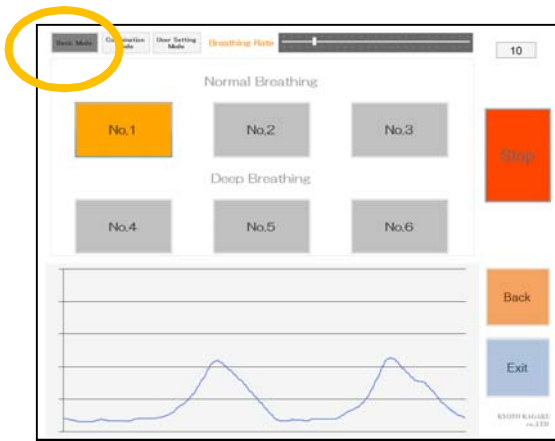 Basic Mode
Combination
Mode
User Setting
Mode
Breathing Rate
10
Normal Breathing
No.1
No.2
No.3
Stop
Deep Breathing
No.4
No.5
No.6
Back
Exit
KYOTO KAGAKU
co.,LTD